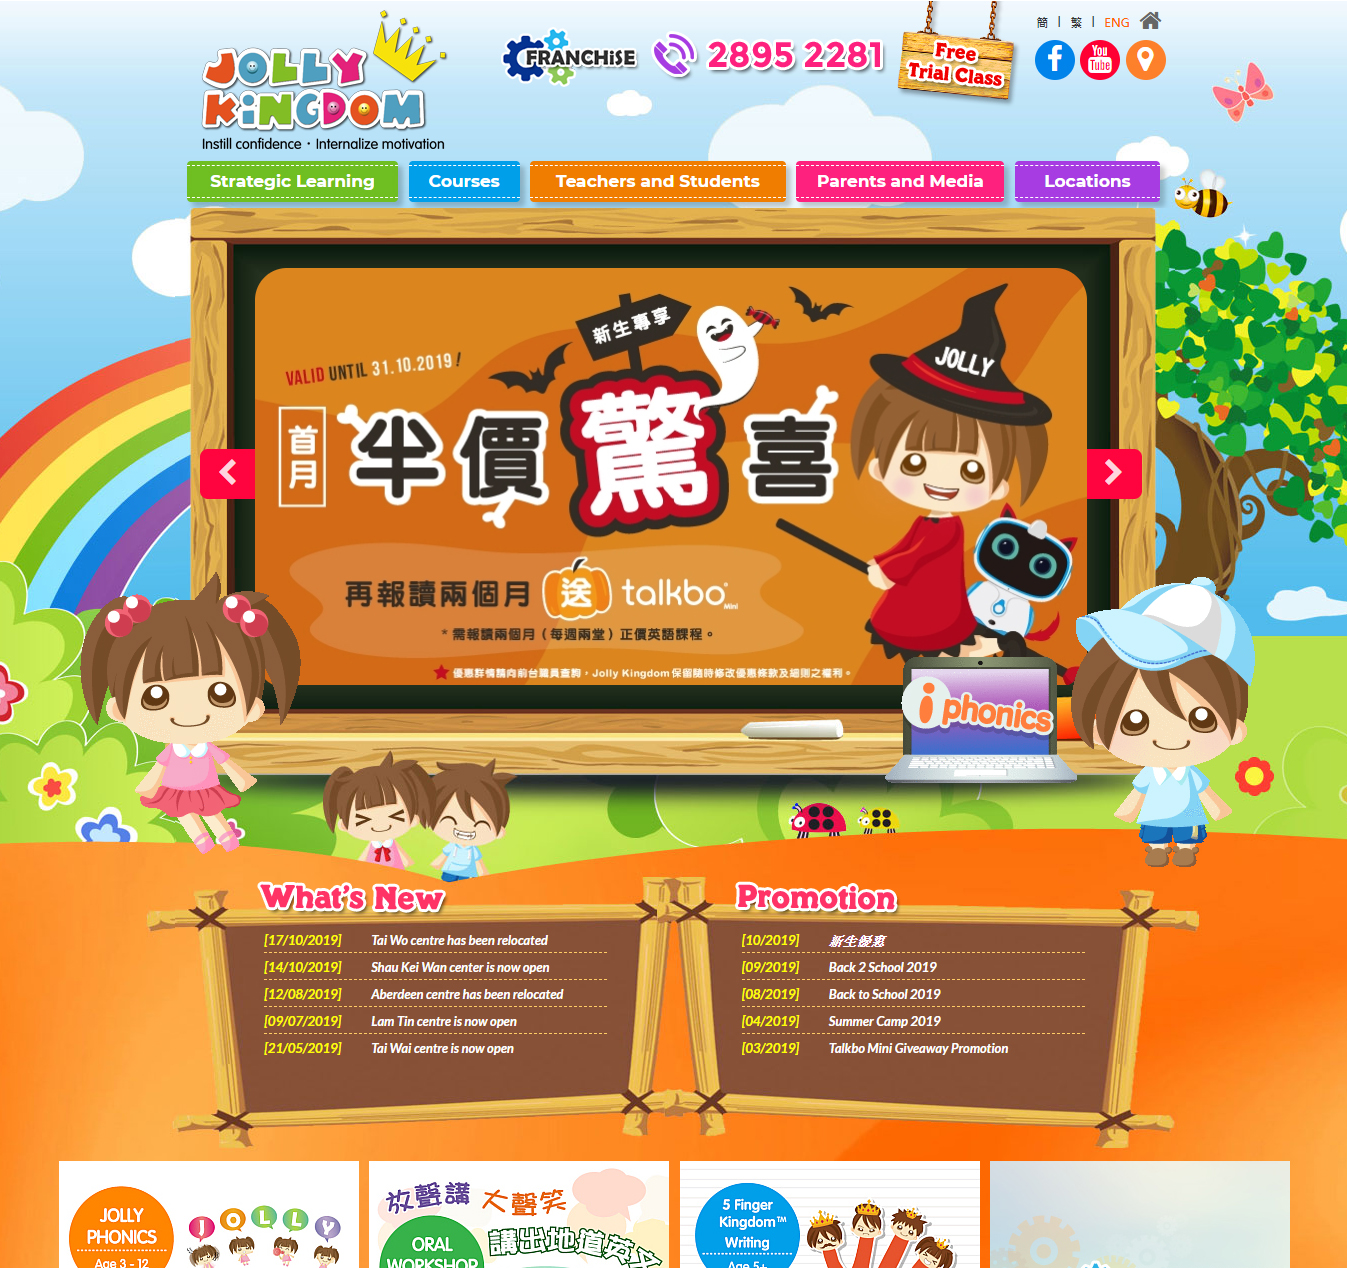 JOLLY
KiNGDOM
Instill confidence · Internalize motivation
FRANCHiSE
2895 2281
Free
Trial Class
簡 | 繁 | ENG
You
Tube
Strategic Learning
Courses
Teachers and Students
Parents and Media
Locations
VALID UNTIL 31.10.2019 !
新生專享
JOLLY
首月
半價驚喜
再報讀兩個月 送 talkbo Mini
* 需報讀兩個月（每週兩堂）正價英語課程。
★ 優惠詳情請向前台職員查詢，Jolly Kingdom 保留隨時修改優惠條款及細則之權利。
i phonics
What's New
[17/10/2019] Tai Wo centre has been relocated
[14/10/2019] Shau Kei Wan center is now open
[12/08/2019] Aberdeen centre has been relocated
[09/07/2019] Lam Tin centre is now open
[21/05/2019] Tai Wai centre is now open
Promotion
[10/2019] 新生優惠
[09/2019] Back 2 School 2019
[08/2019] Back to School 2019
[04/2019] Summer Camp 2019
[03/2019] Talkbo Mini Giveaway Promotion
JOLLY
PHONICS
Age 3 - 12
JOLLY
放聲講 大聲笑
講出地道英文
ORAL
WORKSHOP
5 Finger
Kingdom™
Writing
Age 5+